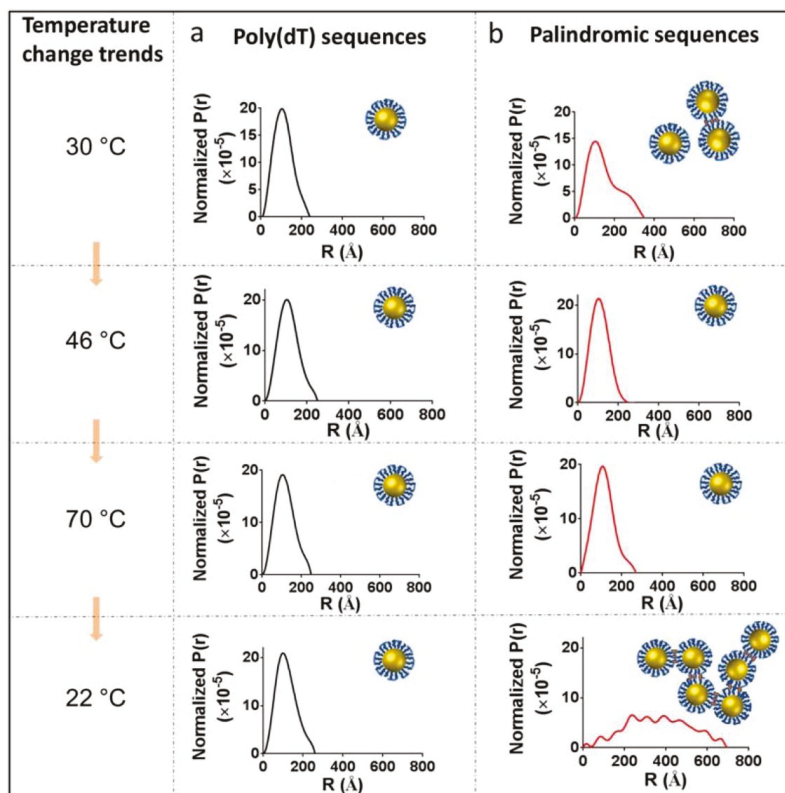 Temperature
change trends
a
Poly(dT) sequences
b
Palindromic sequences
30 °C
Normalized P(r)
(×10-5)
20
15
10
5
0
0 200 400 600 800
R (Å)
Normalized P(r)
(×10-5)
20
15
10
5
0
0 200 400 600 800
R (Å)
46 °C
Normalized P(r)
(×10-5)
20
10
0
0 200 400 600 800
R (Å)
Normalized P(r)
(×10-5)
20
10
0
0 200 400 600 800
R (Å)
70 °C
Normalized P(r)
(×10-5)
20
10
0
0 200 400 600 800
R (Å)
Normalized P(r)
(×10-5)
20
10
0
0 200 400 600 800
R (Å)
22 °C
Normalized P(r)
(×10-5)
20
10
0
0 200 400 600 800
R (Å)
Normalized P(r)
(×10-5)
20
10
0
0 200 400 600 800
R (Å)